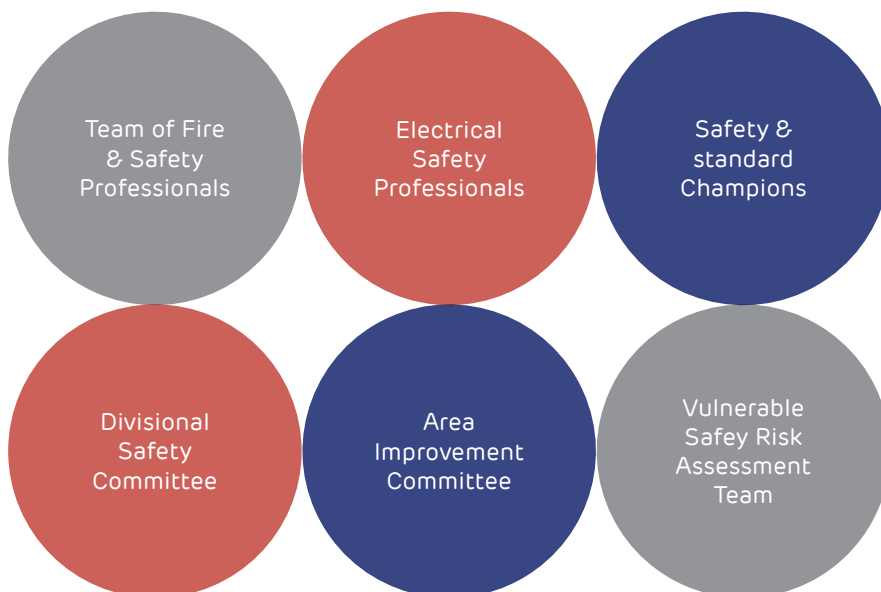 Team of Fire
& Safety
Professionals
Electrical
Safety
Professionals
Safety &
standard
Champions
Divisional
Safety
Committee
Area
Improvement
Committee
Vulnerable
Safey Risk
Assessment
Team